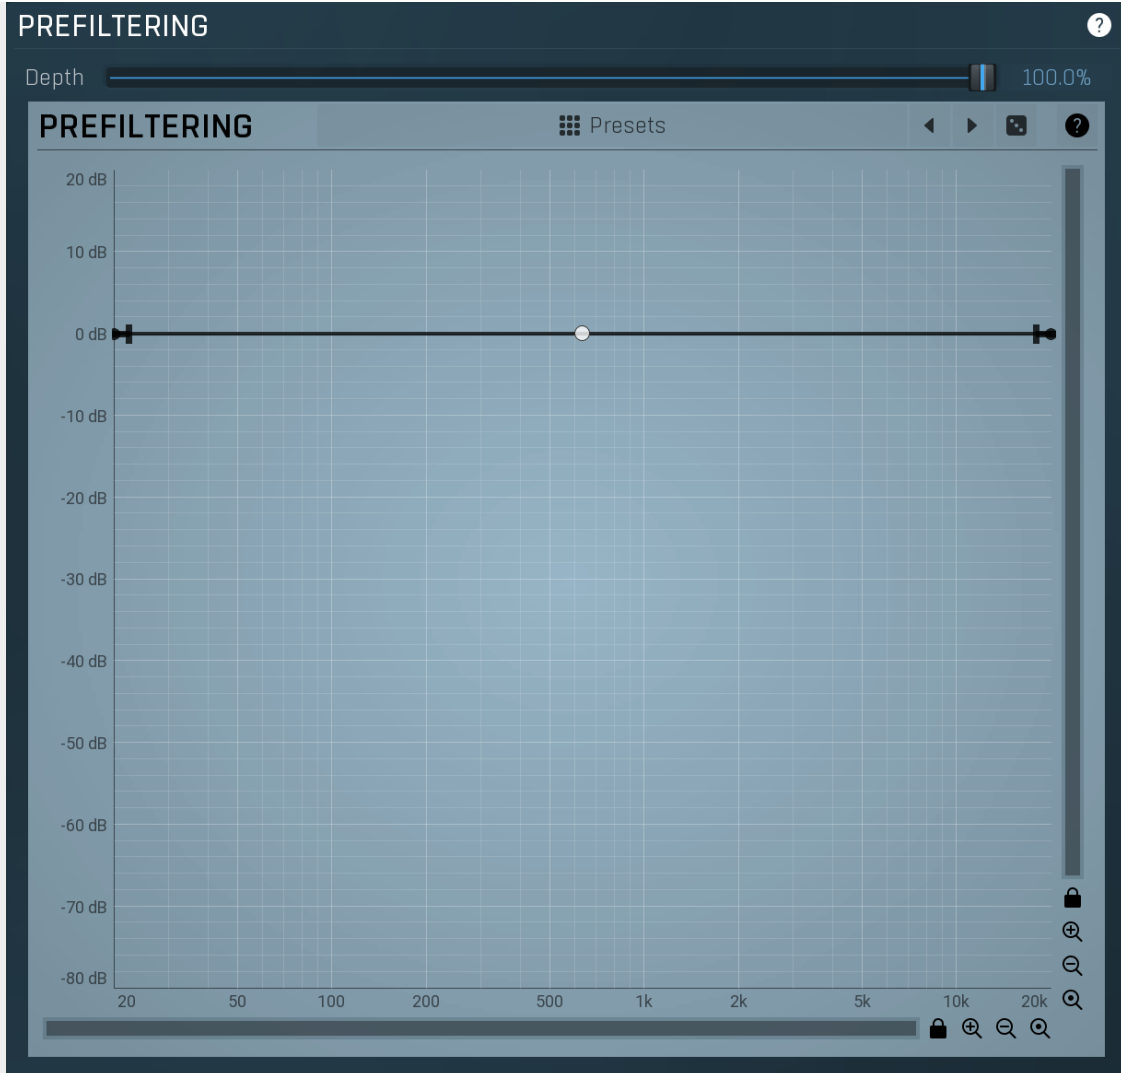 PREFILTERING
?
Depth 100.0%
PREFILTERING Presets ?
20 dB
10 dB
0 dB
-10 dB
-20 dB
-30 dB
-40 dB
-50 dB
-60 dB
-70 dB
-80 dB
20 50 100 200 500 1k 2k 5k 10k 20k